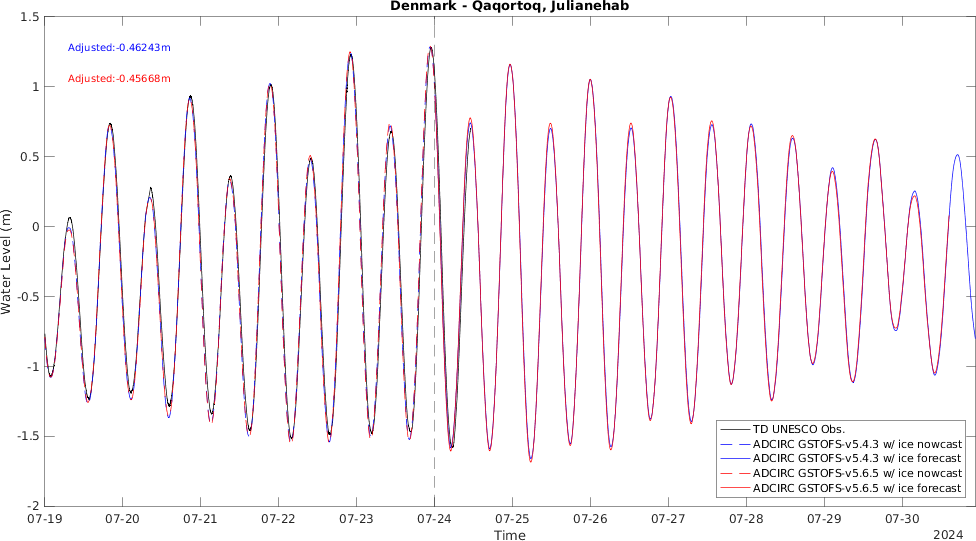 Denmark - Qaqortoq, Julianehab
Adjusted:-0.46243m
Adjusted:-0.45668m
1.5
1
0.5
0
-0.5
-1
-1.5
-2
Water Level (m)
TD UNESCO Obs.
ADCIRC GSTOFS-v5.4.3 w/ ice nowcast
ADCIRC GSTOFS-v5.4.3 w/ ice forecast
ADCIRC GSTOFS-v5.6.5 w/ ice nowcast
ADCIRC GSTOFS-v5.6.5 w/ ice forecast
07-19 07-20 07-21 07-22 07-23 07-24 07-25 07-26 07-27 07-28 07-29 07-30
Time
2024